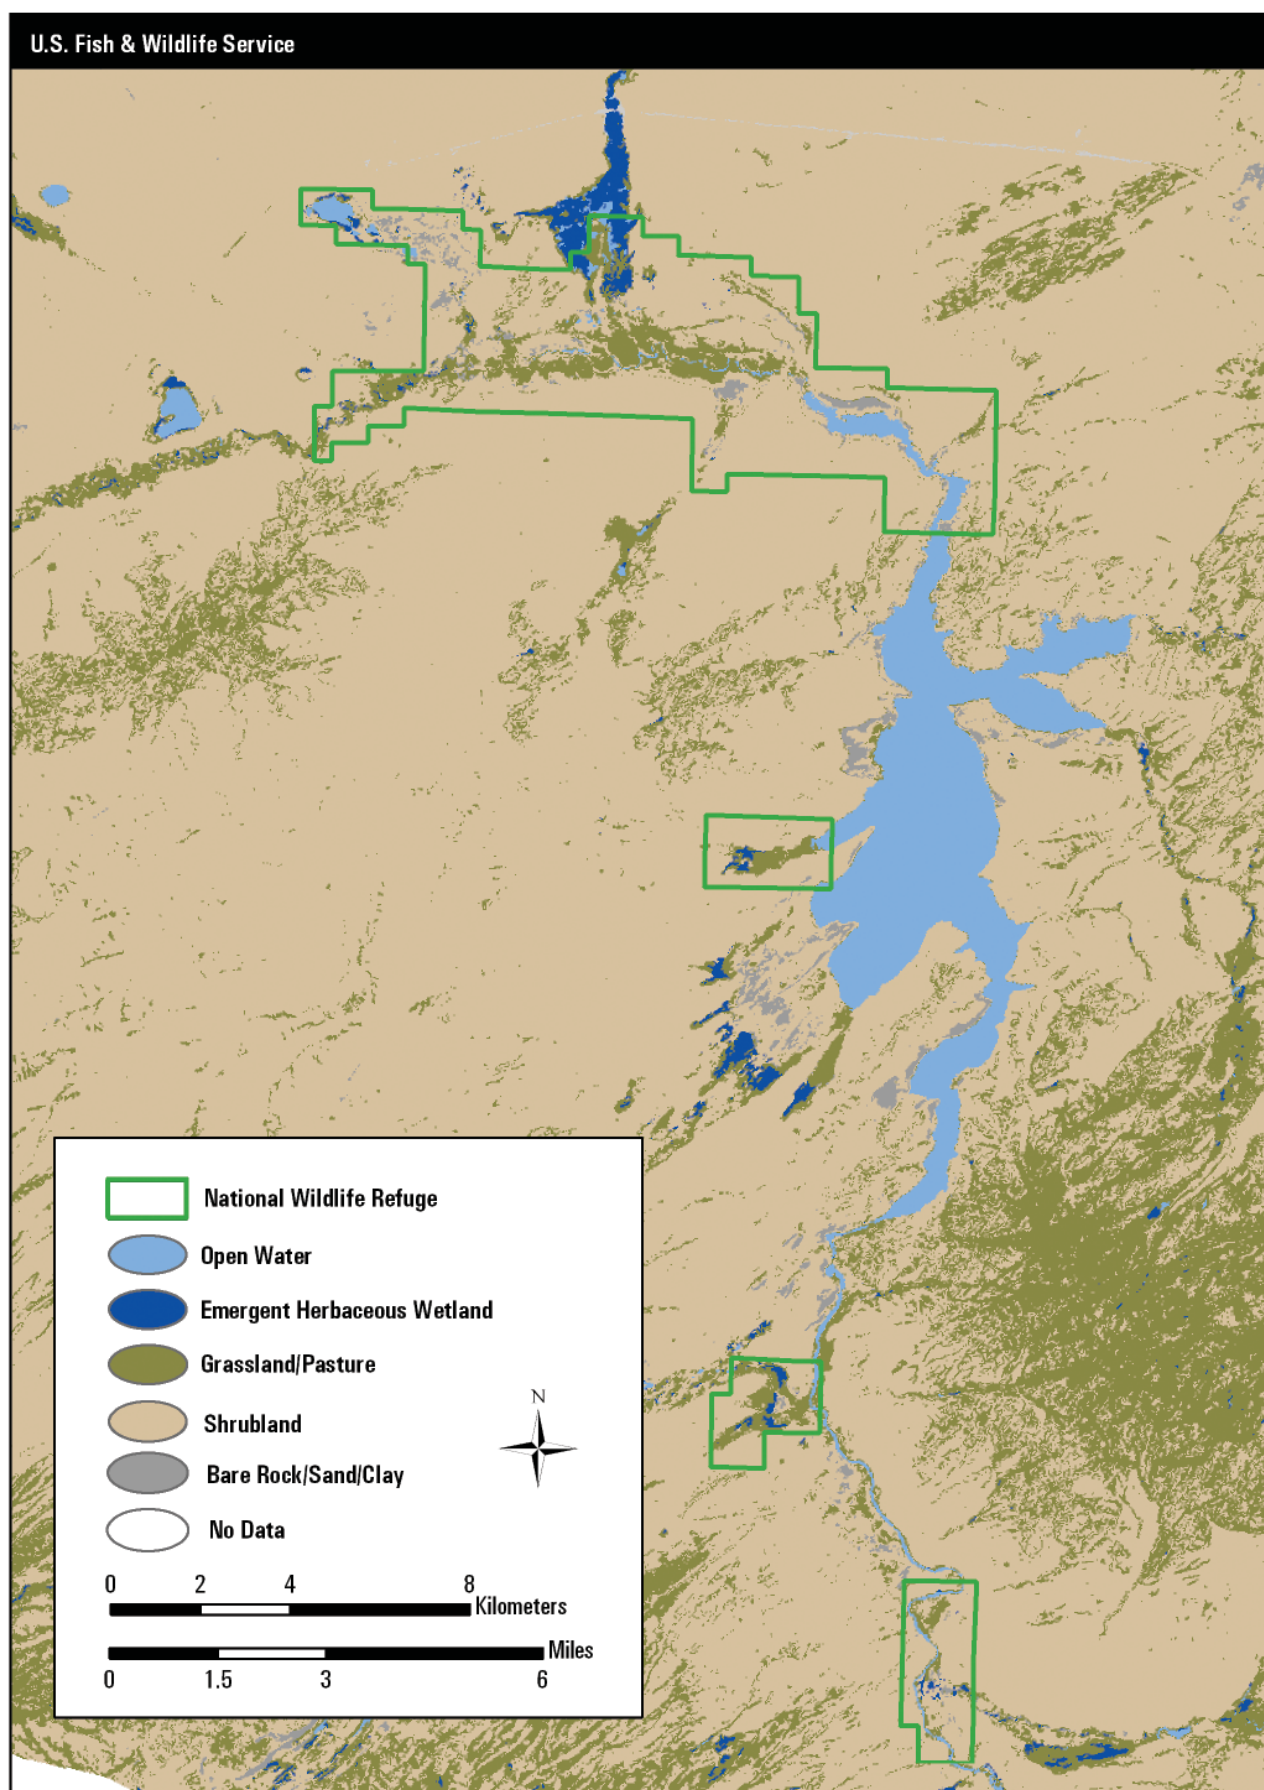 U.S. Fish & Wildlife Service
National Wildlife Refuge
Open Water
Emergent Herbaceous Wetland
Grassland/Pasture
Shrubland
Bare Rock/Sand/Clay
No Data
N
0 2 4 8
Kilometers
Miles
0 1.5 3 6